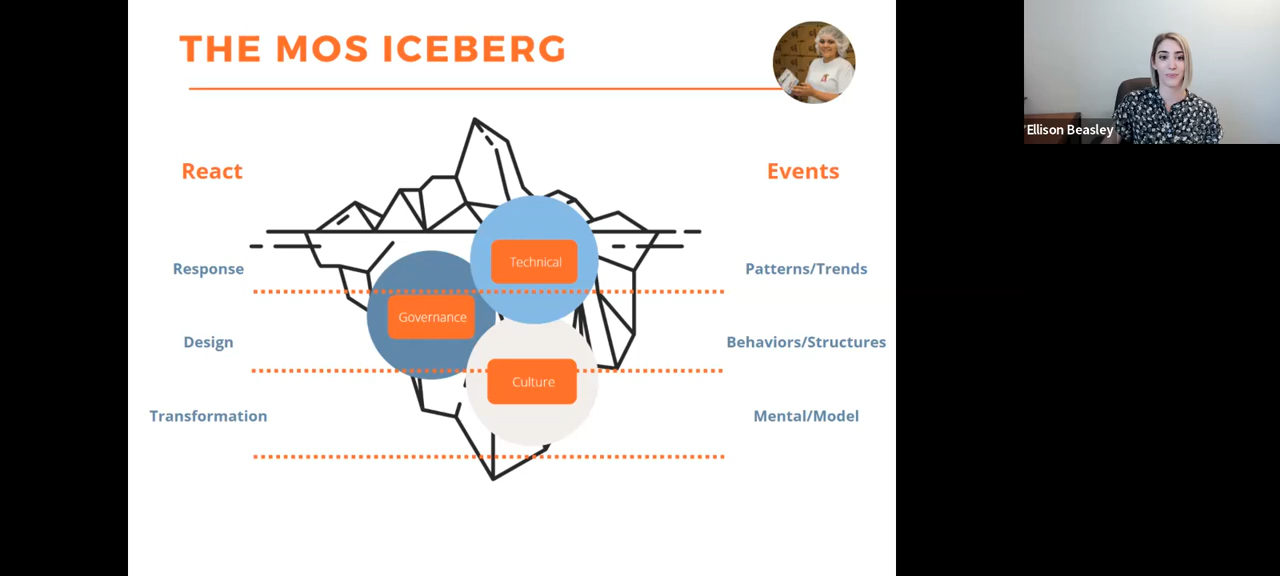 THE MOS ICEBERG
Ellison Beasley
React
Events
Technical
Response
Patterns/Trends
Governance
Design
Behaviors/Structures
Culture
Transformation
Mental/Model